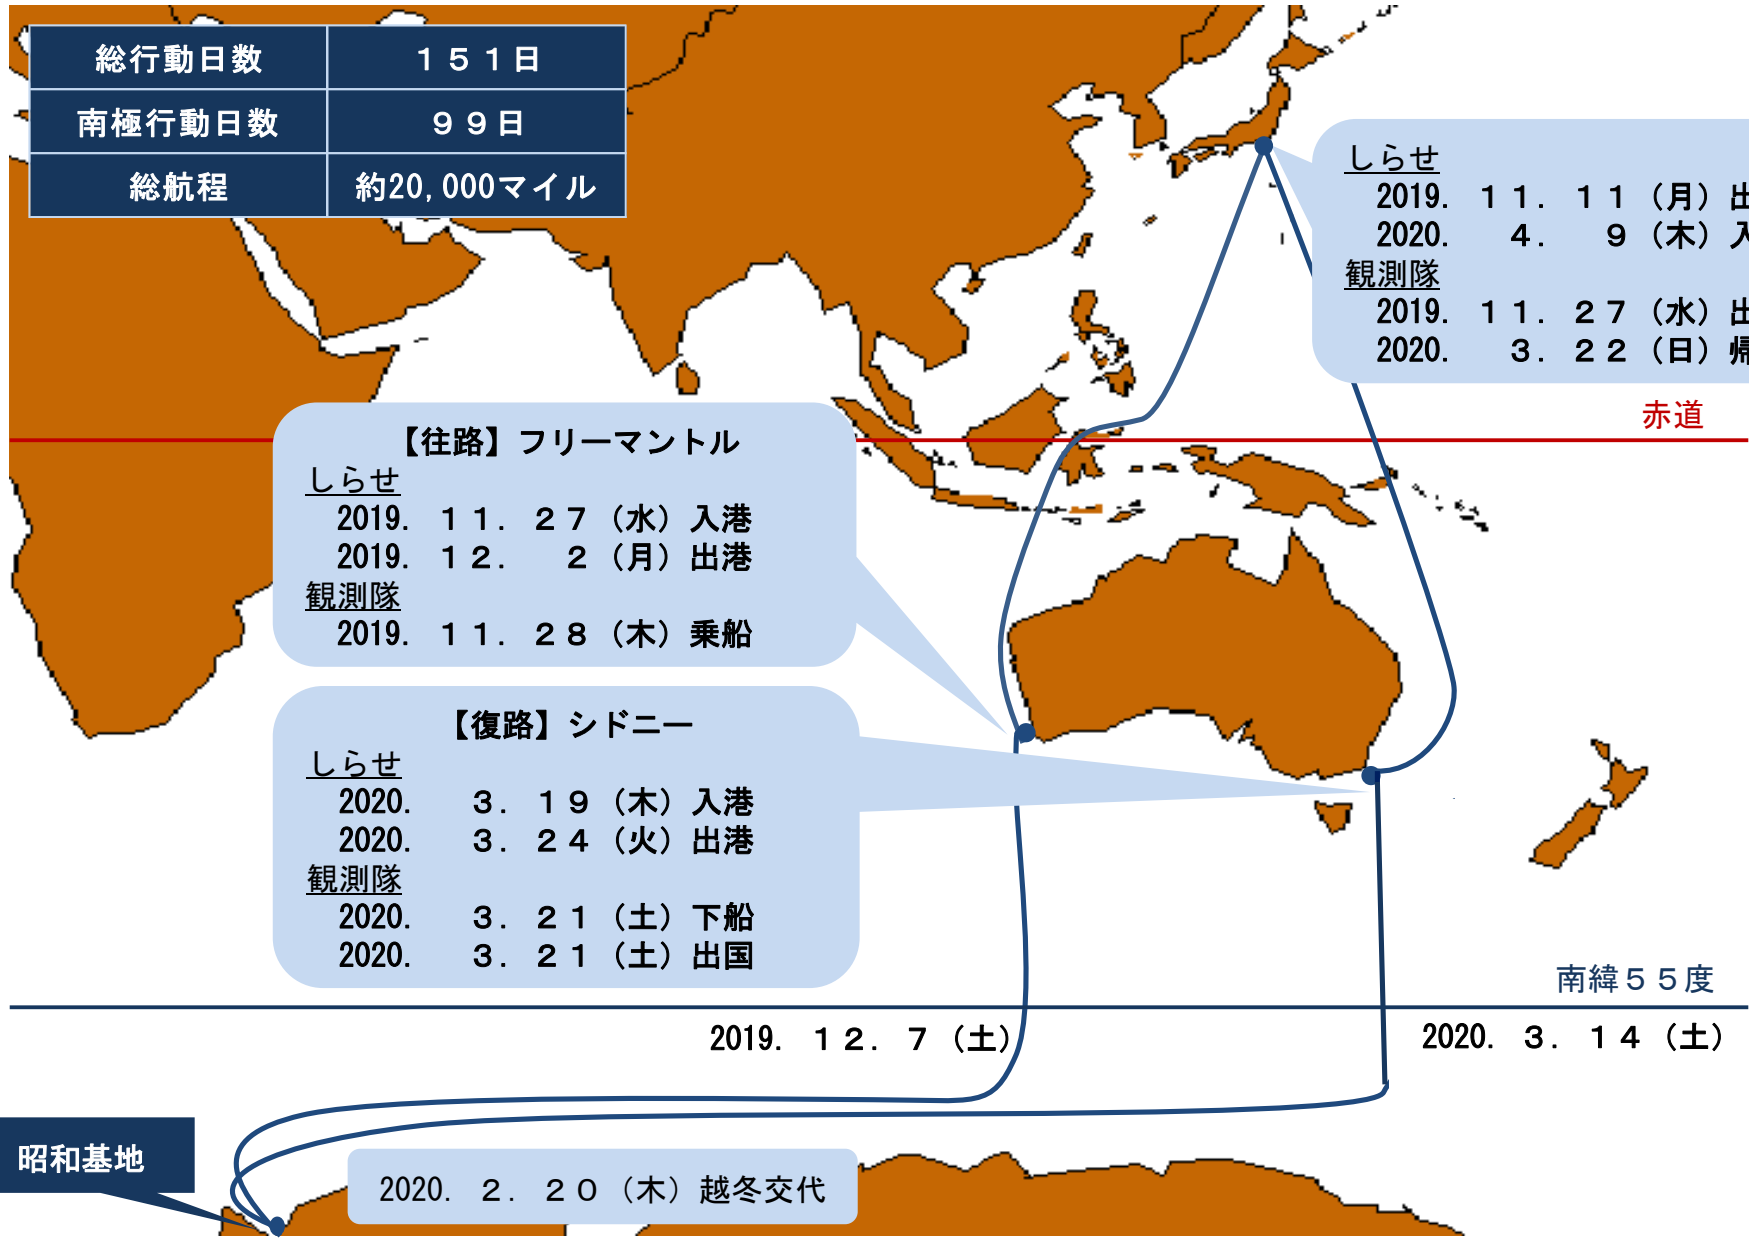 総行動日数 １５１日
南極行動日数 ９９日
総航程 約20,000マイル
しらせ
2019. １１. １１（月）出
2020. ４. ９（木）入
観測隊
2019. １１. ２７（水）出
2020. ３. ２２（日）帰
赤道
【往路】フリーマントル
しらせ
2019. １１. ２７（水）入港
2019. １２. ２（月）出港
観測隊
2019. １１. ２８（木）乗船
【復路】シドニー
しらせ
2020. ３. １９（木）入港
2020. ３. ２４（火）出港
観測隊
2020. ３. ２１（土）下船
2020. ３. ２１（土）出国
南緯５５度
2019. １２. ７（土）
2020. ３. １４（土）
昭和基地
2020. ２. ２０（木）越冬交代